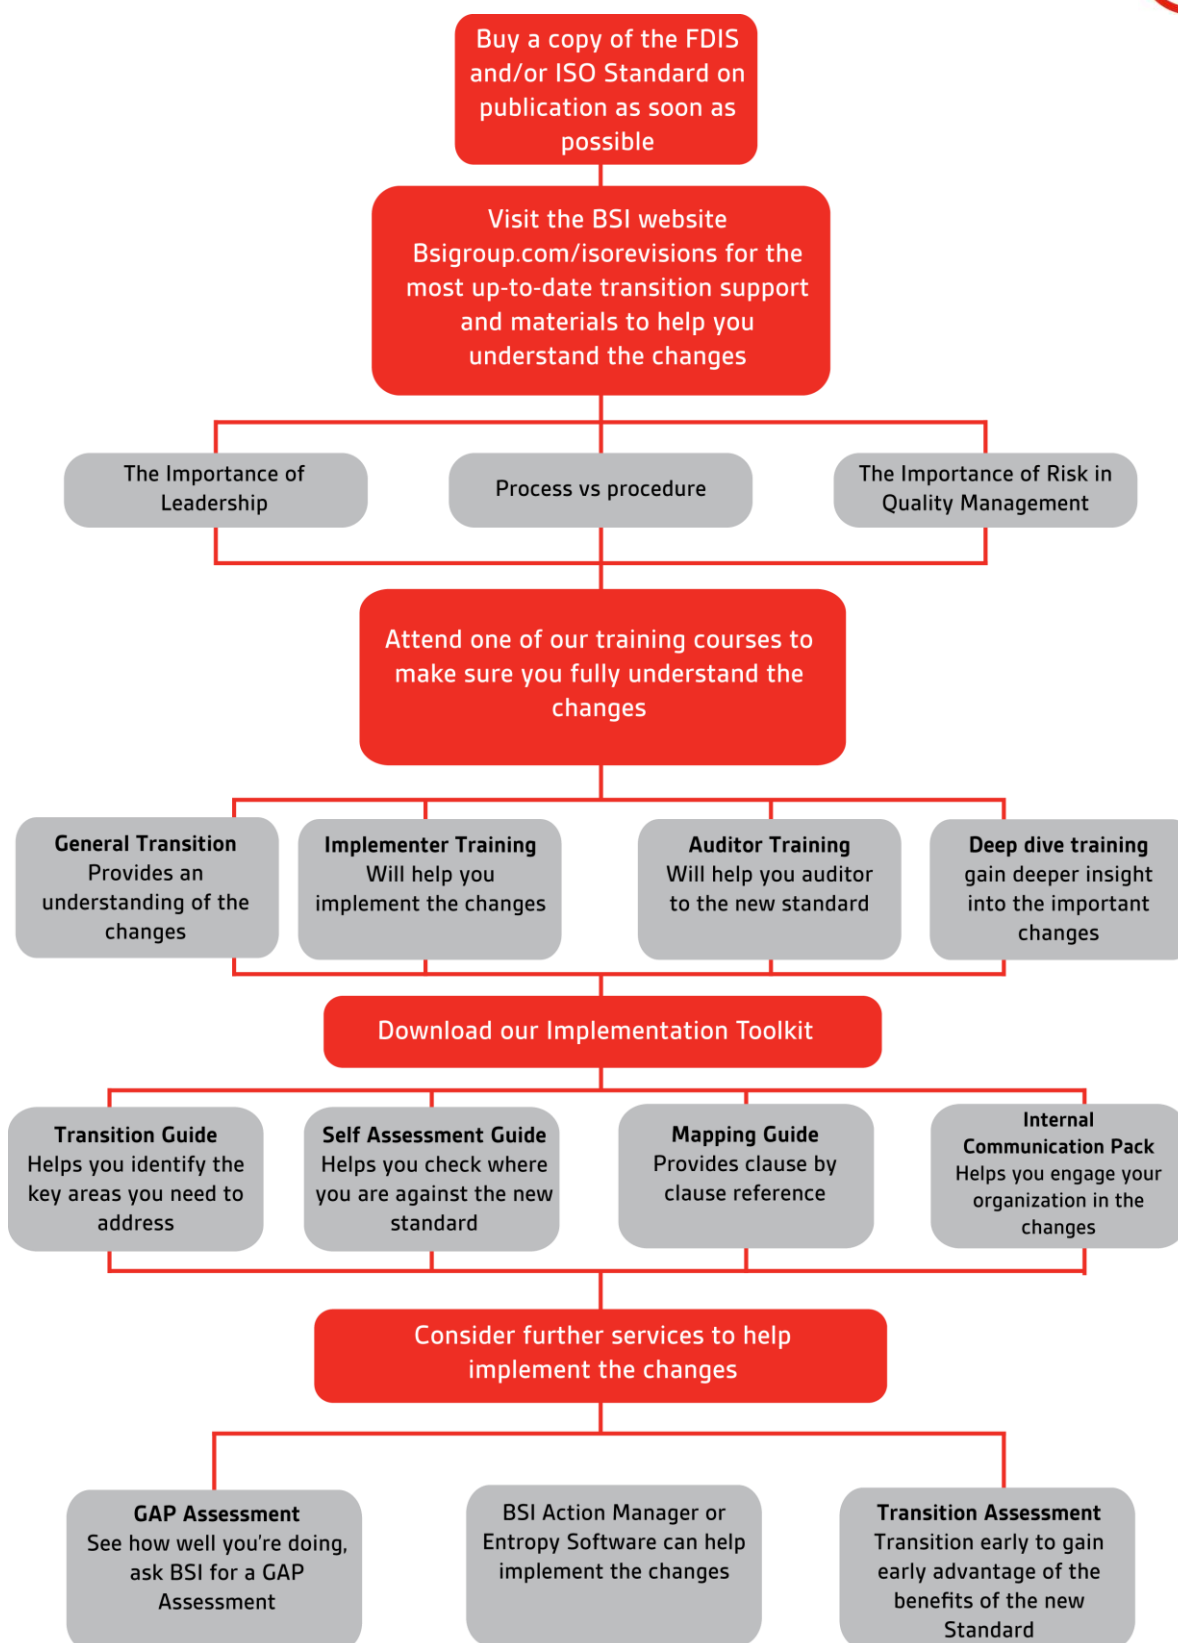 Buy a copy of the FDIS
and/or ISO Standard on
publication as soon as
possible
Visit the BSI website
Bsigroup.com/isorevisions for the
most up-to-date transition support
and materials to help you
understand the changes
The Importance of
Leadership
Process vs procedure
The Importance of Risk in
Quality Management
Attend one of our training courses to
make sure you fully understand the
changes
General Transition
Provides an
understanding of the
changes
Implementer Training
Will help you
implement the changes
Auditor Training
Will help you auditor
to the new standard
Deep dive training
gain deeper insight
into the important
changes
Download our Implementation Toolkit
Transition Guide
Helps you identify the
key areas you need to
address
Self Assessment Guide
Helps you check where
you are against the new
standard
Mapping Guide
Provides clause by
clause reference
Internal
Communication Pack
Helps you engage your
organization in the
changes
Consider further services to help
implement the changes
GAP Assessment
See how well you're doing,
ask BSI for a GAP
Assessment
BSI Action Manager or
Entropy Software can help
implement the changes
Transition Assessment
Transition early to gain
early advantage of the
benefits of the new
Standard